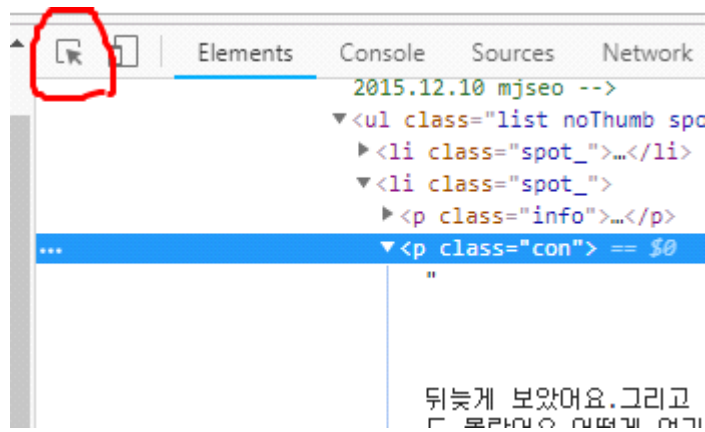 Elements Console Sources Network
2015.12.10 mjseo -->
▼<ul class="list noThumb spo
▶<li class="spot_">…</li>
▼<li class="spot_">
▶<p class="info">…</p>
... ▼<p class="con"> == $0
"
뒤늦게 보았어요.그리고